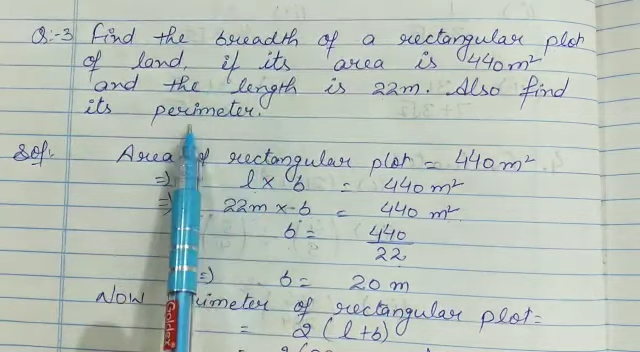 Q:-3 Find the breadth of a rectangular plot
of land, if its area is 440m²
and the length is 22m. Also find
its perimeter.
Sol: Area of rectangular plot = 440 m²
=) l × b = 440 m²
=) 22m × b = 440 m²
b = 440
22
=) b = 20 m
Now rimeter of rectangular plot =
= 2 (l+b)